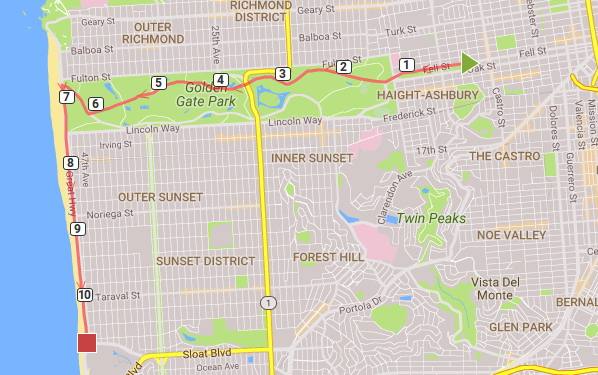 Geary St
RICHMOND
DISTRICT
Geary St
OUTER
RICHMOND
25th Ave
Turk St
Webster St
Balboa St
Balboa St
Fell St
Fulton St
Oak St
Fell St
1
2
3
4
5
6
7
Golden
Gate Park
HAIGHT-ASHBURY
Castro St
Dolores St
Valencia St
Mission St
Guerrero St
Frederick St
Lincoln Way
Lincoln Way
Irving St
47th Ave
8
Great Hwy
INNER SUNSET
17th St
THE CASTRO
Clarendon Ave
OUTER SUNSET
Noriega St
9
Twin Peaks
NOE VALLEY
SUNSET DISTRICT
FOREST HILL
Vista Del
Monte
10
Taraval St
1
Portola Dr
BERNAL
GLEN PARK
Sloat Blvd
Ocean Ave
lvd